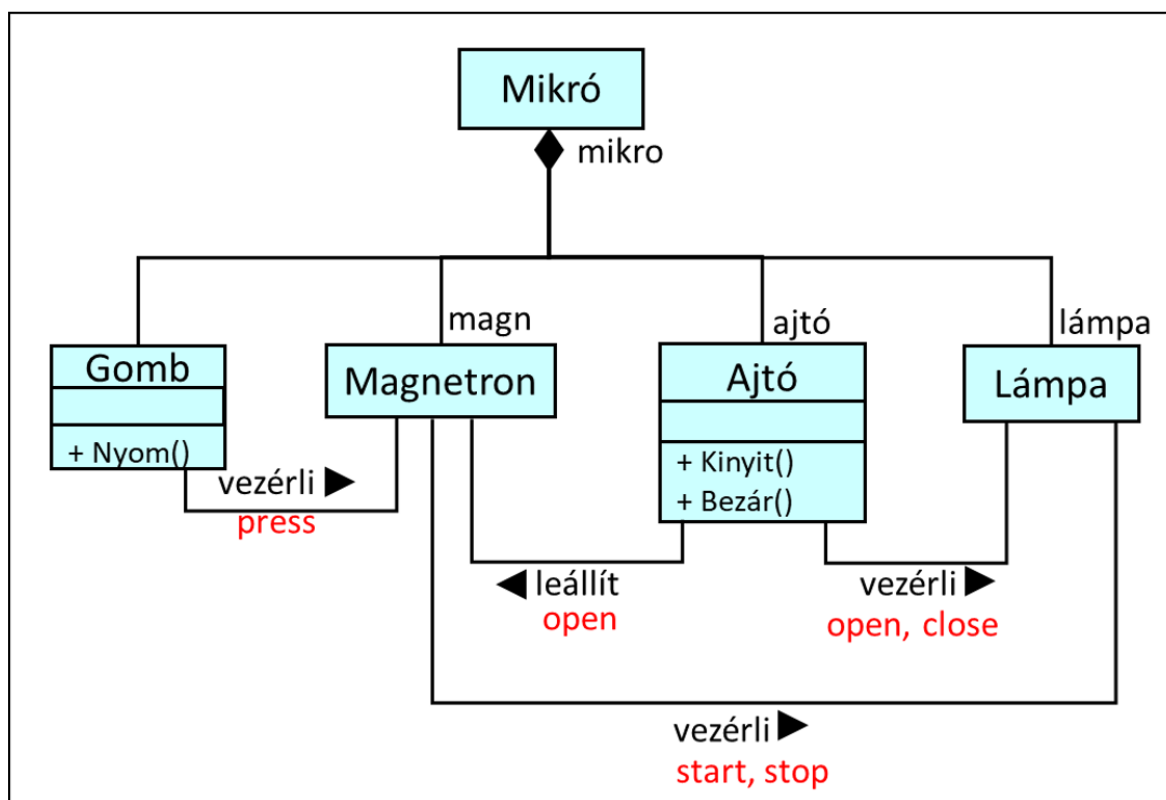 Mikró
mikro
magn
ajtó
lámpa
Gomb
+ Nyom()
Magnetron
Ajtó
+ Kinyit()
+ Bezár()
Lámpa
vezérli
press
leállít
open
vezérli
open, close
vezérli
start, stop